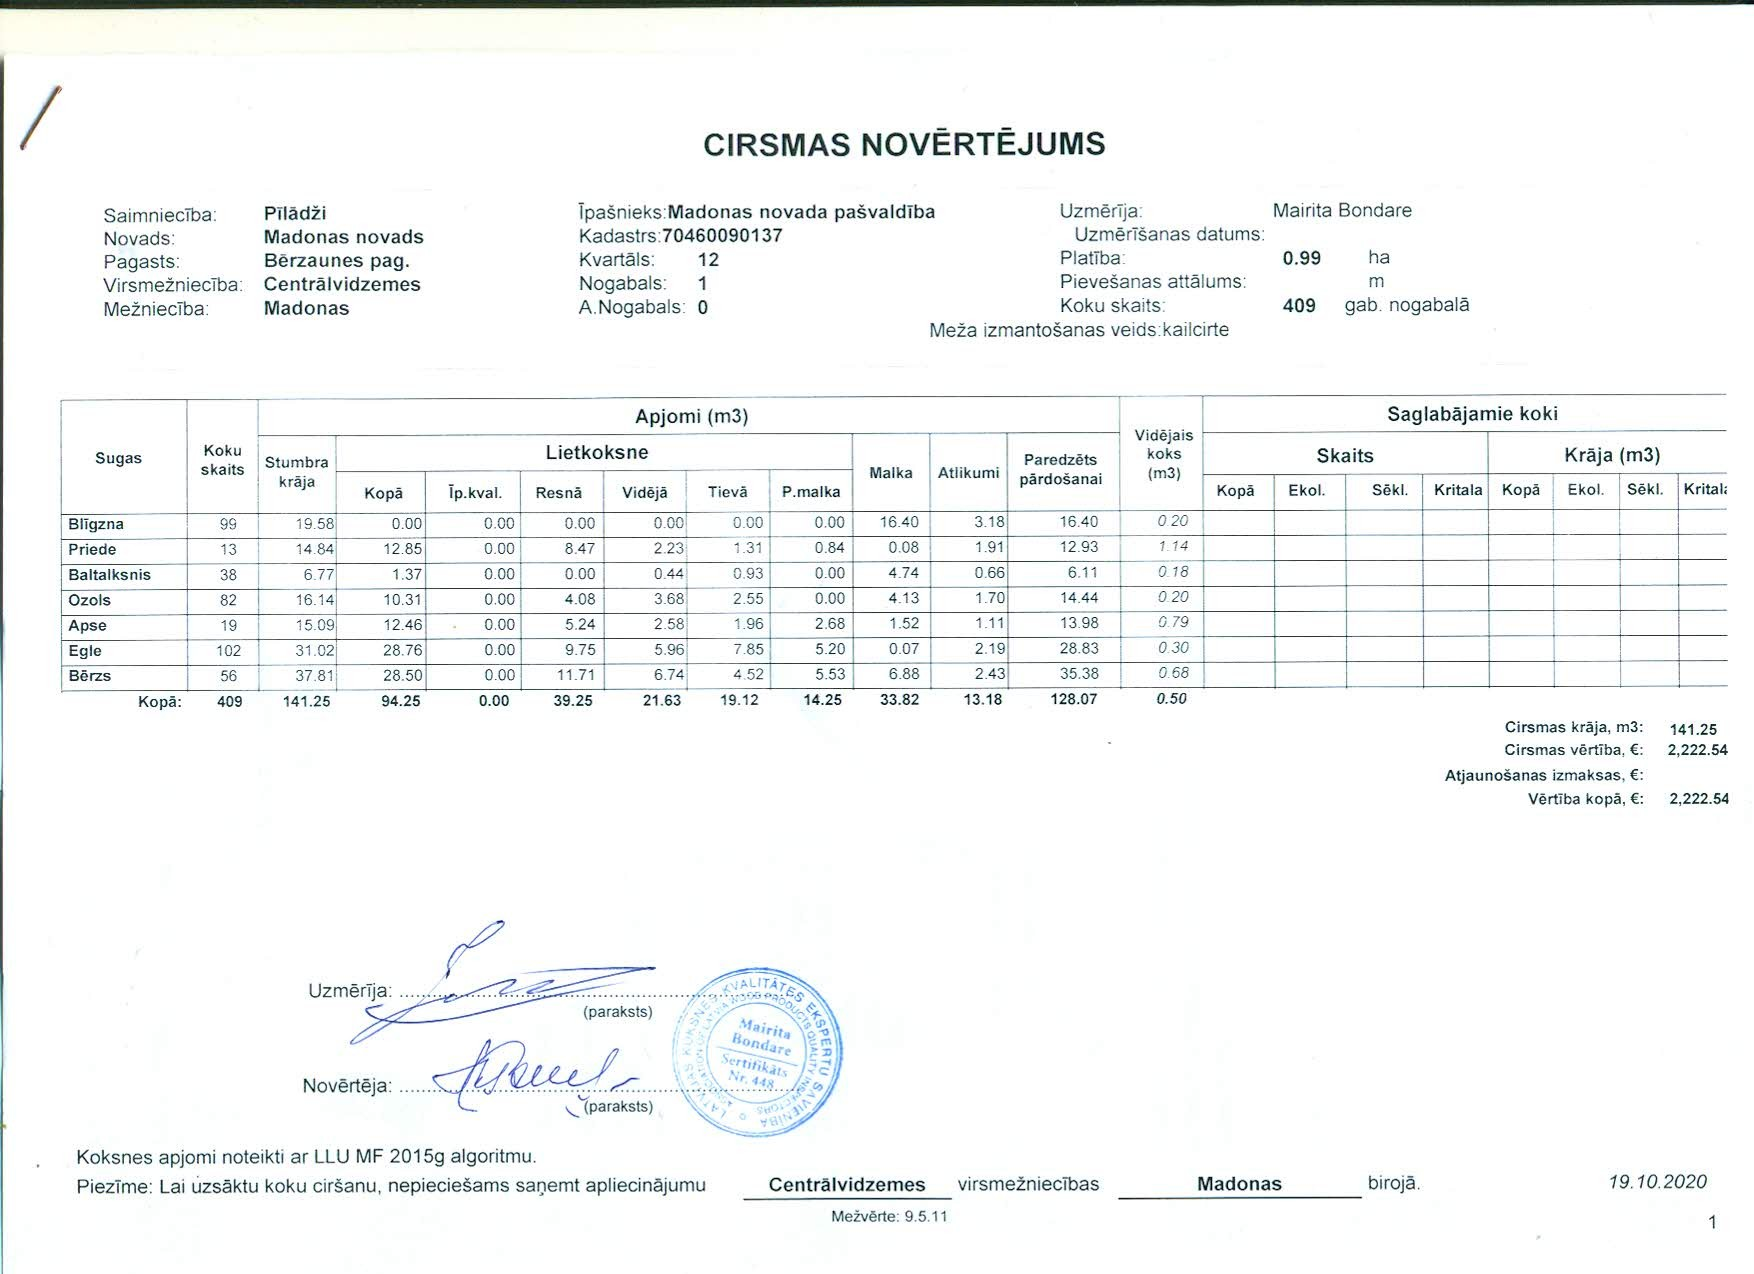 CIRSMAS NOVĒRTĒJUMS
Saimniecība: Pīlādži Īpašnieks:Madonas novada pašvaldība Uzmērīja: Mairita Bondare
Novads: Madonas novads Kadastrs:70460090137 Uzmērīšanas datums:
Pagasts: Bērzaunes pag. Kvartāls: 12 Platība: 0.99 ha
Virsmežniecība: Centrālvidzemes Nogabals: 1 Pievešanas attālums: m
Mežniecība: Madonas A.Nogabals: 0 Koku skaits: 409 gab. nogabalā
Meža izmantošanas veids:kailcirte
Sugas Koku skaits Apjomi (m3) Vidējais koks (m3) Saglabājamie koki
Stumbra krāja Lietkoksne Malka Atlikumi Paredzēts pārdošanai Skaits Krāja (m3)
Kopā Īp.kval. Resnā Vidējā Tievā P.malka Kopā Ekol. Sēkl. Kritala Kopā Ekol. Sēkl. Kritala
Blīgzna 99 19.58 0.00 0.00 0.00 0.00 0.00 0.00 16.40 3.18 16.40 0.20
Priede 13 14.84 12.85 0.00 8.47 2.23 1.31 0.84 0.08 1.91 12.93 1.14
Baltalksnis 38 6.77 1.37 0.00 0.00 0.44 0.93 0.00 4.74 0.66 6.11 0.18
Ozols 82 16.14 10.31 0.00 4.08 3.68 2.55 0.00 4.13 1.70 14.44 0.20
Apse 19 15.09 12.46 0.00 5.24 2.58 1.96 2.68 1.52 1.11 13.98 0.79
Egle 102 31.02 28.76 0.00 9.75 5.96 7.85 5.20 0.07 2.19 28.83 0.30
Bērzs 56 37.81 28.50 0.00 11.71 6.74 4.52 5.53 6.88 2.43 35.38 0.68
Kopā: 409 141.25 94.25 0.00 39.25 21.63 19.12 14.25 33.82 13.18 128.07 0.50
Cirsmas krāja, m3: 141.25
Cirsmas vērtība, €: 2,222.54
Atjaunošanas izmaksas, €:
Vērtība kopā, €: 2,222.54
Uzmērīja:
(paraksts)
Novērtēja:
(paraksts)
LATVIJAS KOKSNES KVALITĀTES EKSPERTU SAVIENĪBA
ASSOCIATION OF LATVIA WOOD PRODUCTS QUALITY INSPECTORS
Mairita
Bondare
Sertifikāts
Nr. 448
Koksnes apjomi noteikti ar LLU MF 2015g algoritmu.
Piezīme: Lai uzsāktu koku ciršanu, nepieciešams saņemt apliecinājumu Centrālvidzemes virsmežniecības Madonas birojā. 19.10.2020
Mežvērte: 9.5.11
1